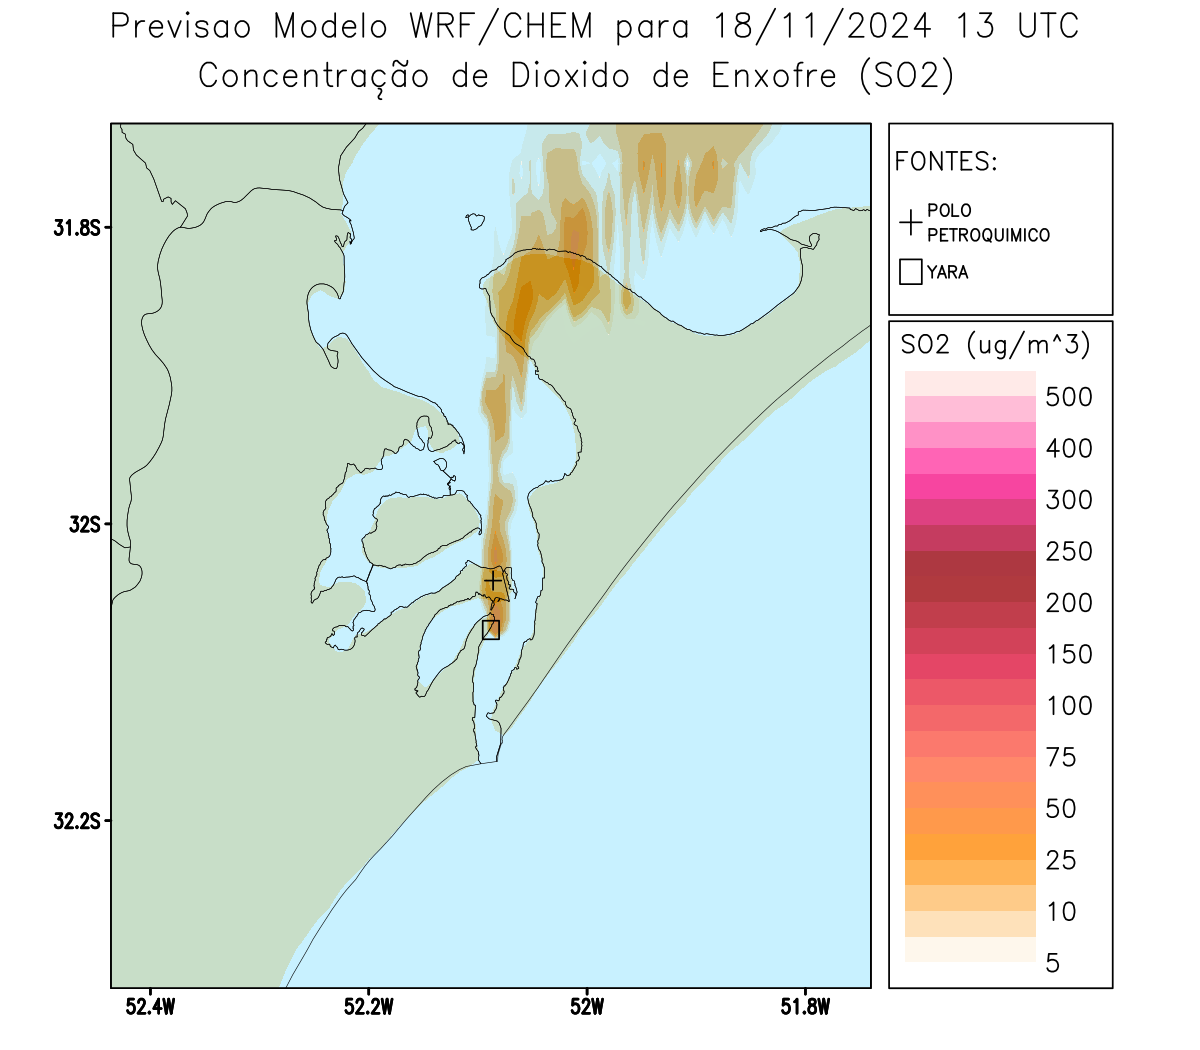 Previsao Modelo WRF/CHEM para 18/11/2024 13 UTC
Concentração de Dioxido de Enxofre (SO2)
FONTES:
POLO
PETROQUIMICO
YARA
SO2 (ug/m^3)
500
400
300
250
200
150
100
75
50
25
10
5
31.8S
32S
32.2S
52.4W
52.2W
52W
51.8W